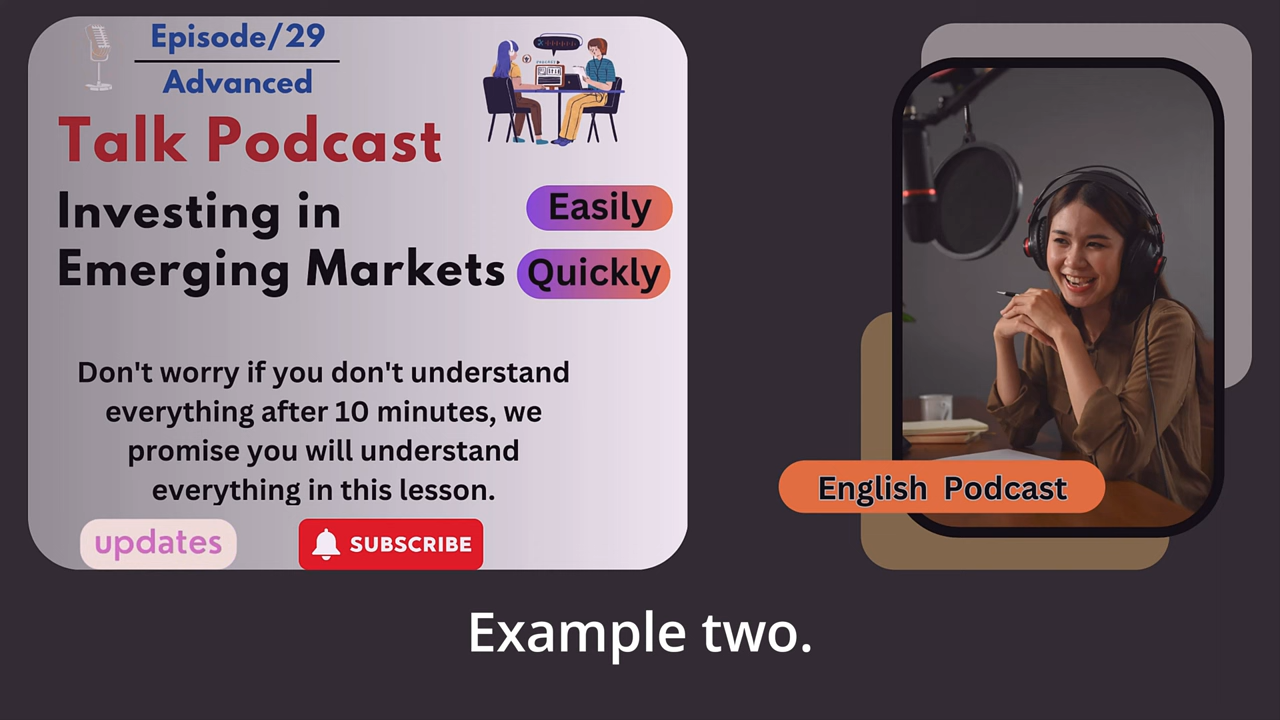 Episode/29
Advanced
Talk Podcast
Investing in
Emerging Markets
Easily
Quickly
Don't worry if you don't understand
everything after 10 minutes, we
promise you will understand
everything in this lesson.
updates
SUBSCRIBE
English Podcast
Example two.